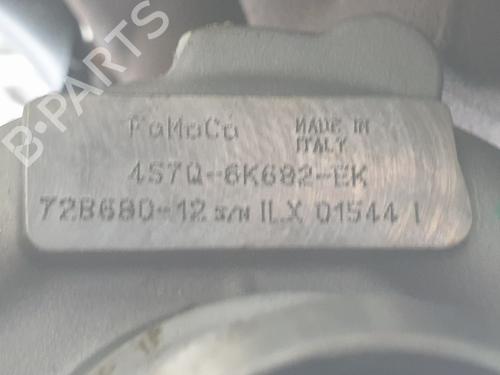 B-PARTS
FoMoCo MADE IN ITALY
4S7Q-6K682-EK
728680-12 S/N ILX 01544 I